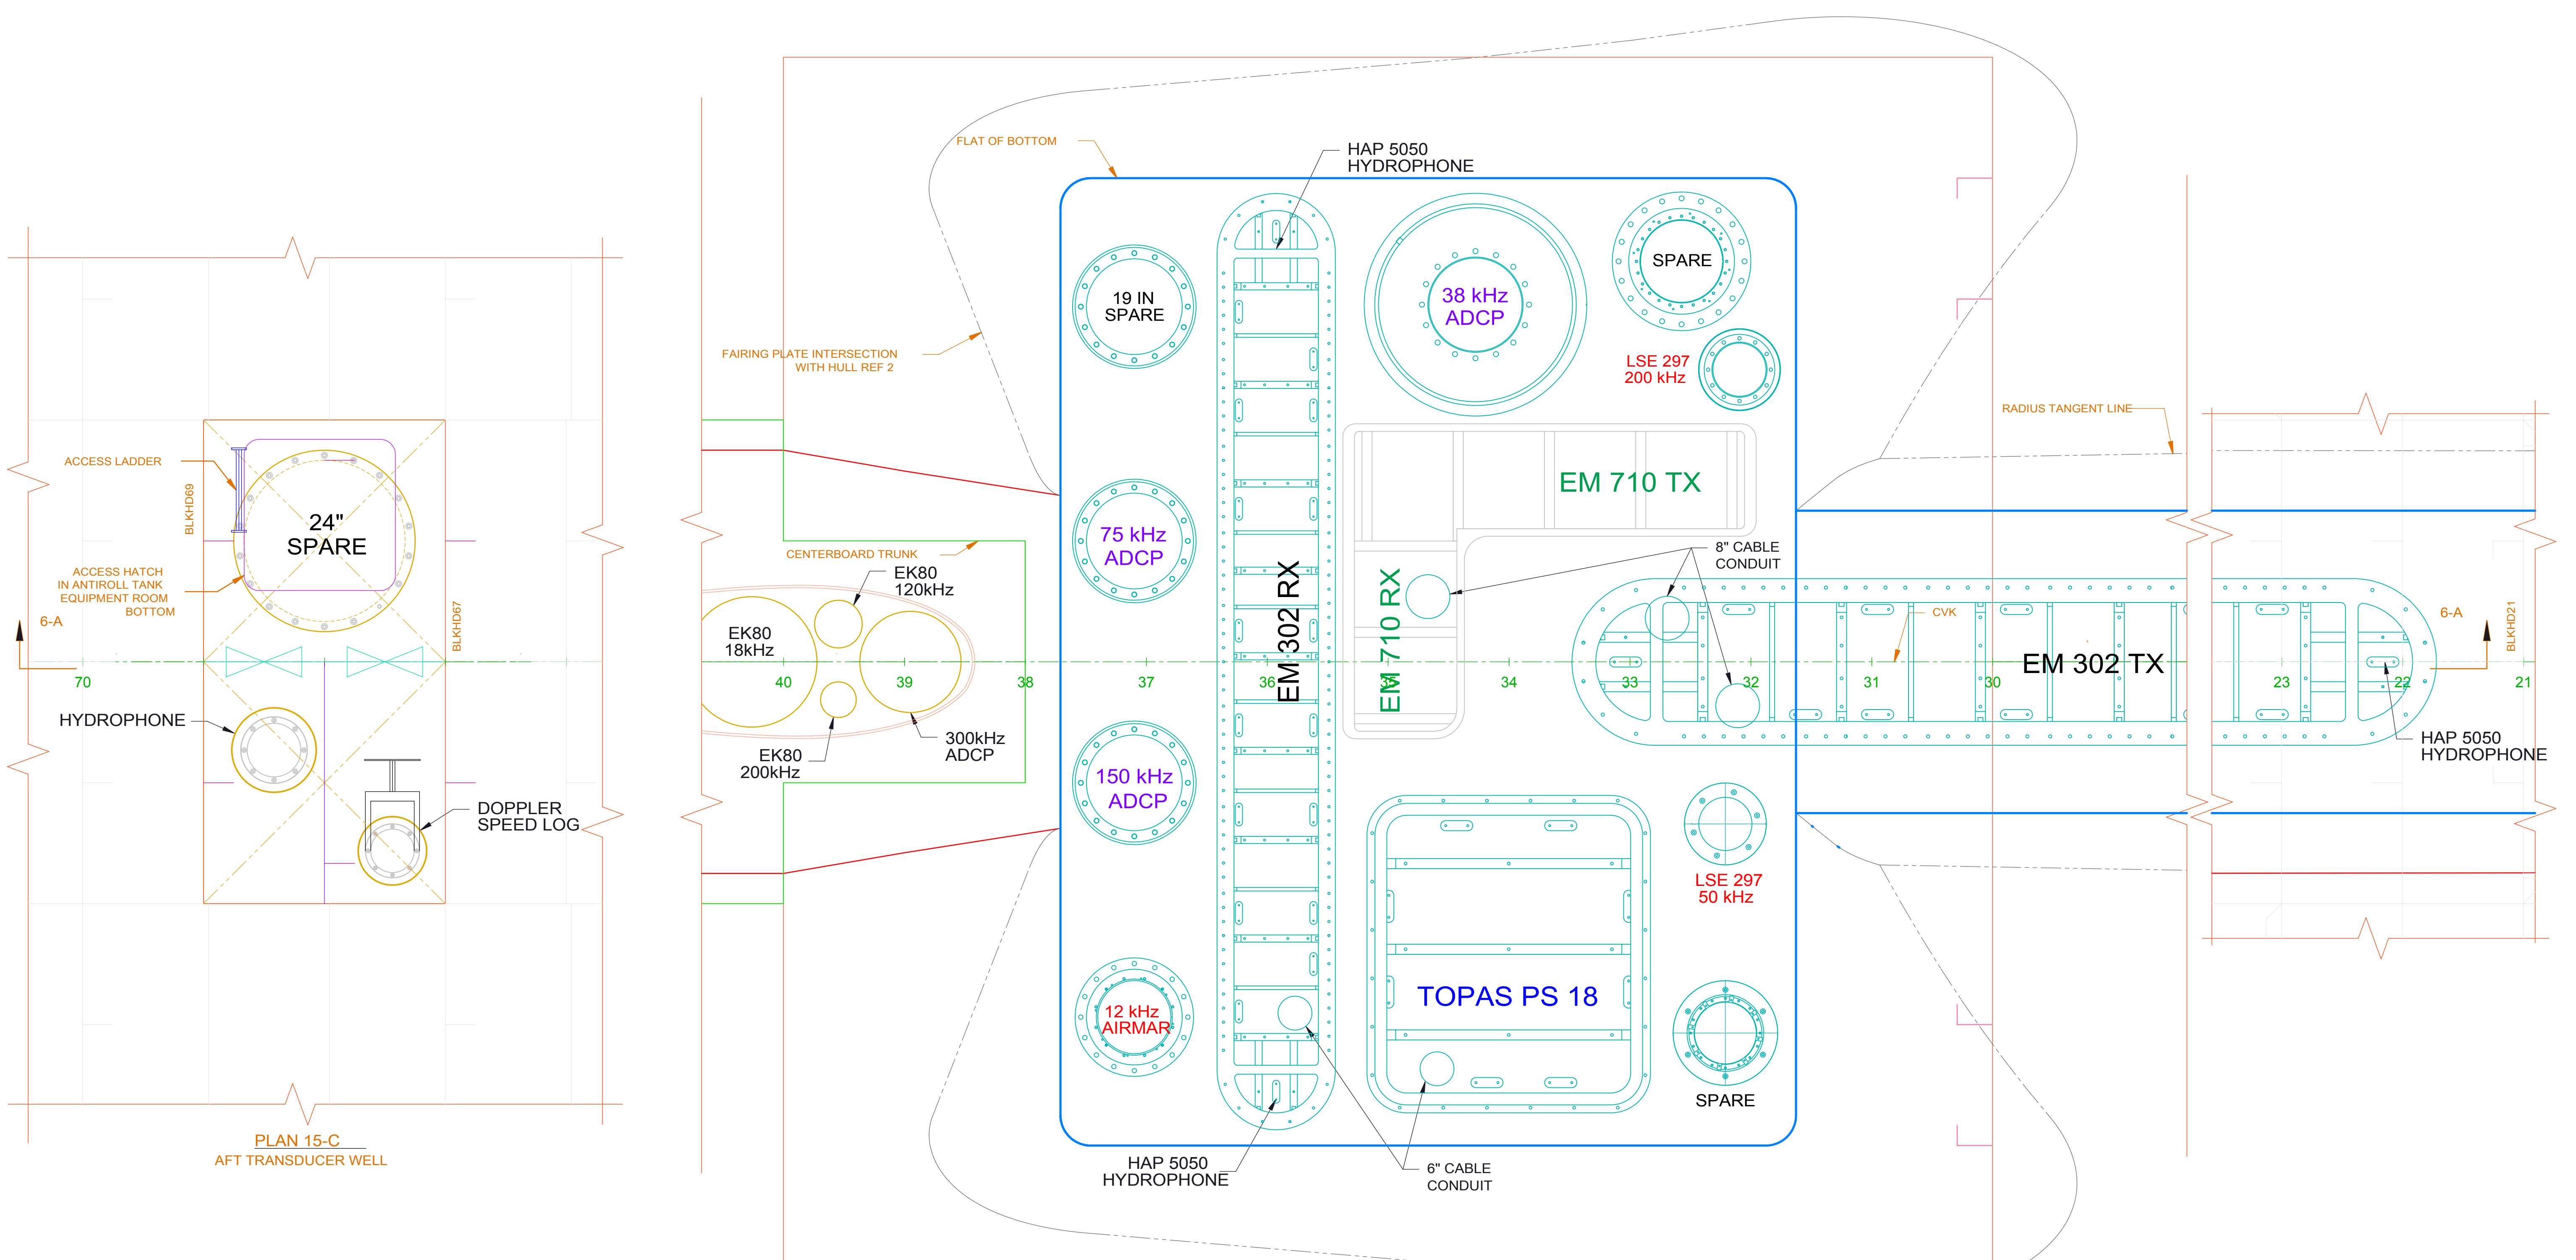 FLAT OF BOTTOM
HAP 5050
HYDROPHONE
19 IN
SPARE
38 kHz
ADCP
SPARE
FAIRING PLATE INTERSECTION
WITH HULL REF 2
LSE 297
200 kHz
RADIUS TANGENT LINE
ACCESS LADDER
BLKHD69
24"
SPARE
EM 710 TX
75 kHz
ADCP
CENTERBOARD TRUNK
8" CABLE
CONDUIT
ACCESS HATCH
IN ANTIROLL TANK
EQUIPMENT ROOM
BOTTOM
EK80
120kHz
6-A
BLKHD67
EK80
18kHz
EM 302 RX
EM 710 RX
CVK
6-A
BLKHD21
EM 302 TX
70
40
39
38
37
36
35
34
33
32
31
30
23
22
21
HYDROPHONE
EK80
200kHz
300kHz
ADCP
HAP 5050
HYDROPHONE
150 kHz
ADCP
DOPPLER
SPEED LOG
LSE 297
50 kHz
TOPAS PS 18
12 kHz
AIRMAR
SPARE
PLAN 15-C
AFT TRANSDUCER WELL
HAP 5050
HYDROPHONE
6" CABLE
CONDUIT